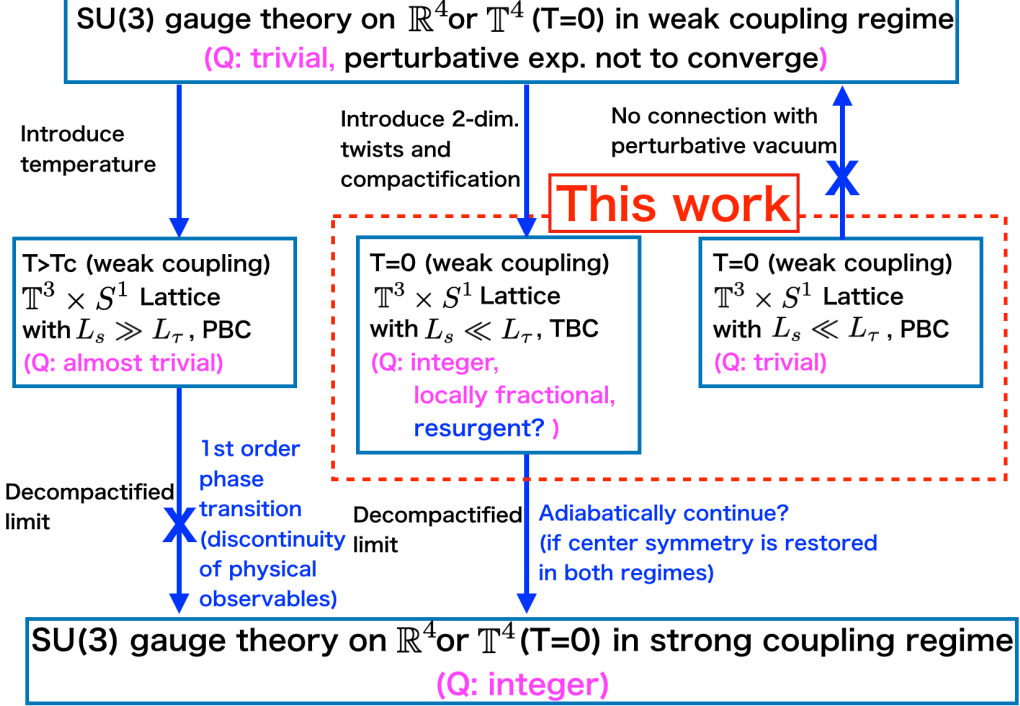 SU(3) gauge theory on ℝ⁴or 𝕋⁴ (T=0) in weak coupling regime
(Q: trivial, perturbative exp. not to converge)
Introduce
temperature
Introduce 2-dim.
twists and
compactification
No connection with
perturbative vacuum
X
This work
T>Tc (weak coupling)
𝕋³ × S¹ Lattice
with Lₛ ≫ L_τ , PBC
(Q: almost trivial)
T=0 (weak coupling)
𝕋³ × S¹ Lattice
with Lₛ ≪ L_τ , TBC
(Q: integer,
locally fractional,
resurgent? )
T=0 (weak coupling)
𝕋³ × S¹ Lattice
with Lₛ ≪ L_τ , PBC
(Q: trivial)
Decompactified
limit
X
1st order
phase
transition
(discontinuity
of physical
observables)
Decompactified
limit
Adiabatically continue?
(if center symmetry is restored
in both regimes)
SU(3) gauge theory on ℝ⁴or 𝕋⁴ (T=0) in strong coupling regime
(Q: integer)